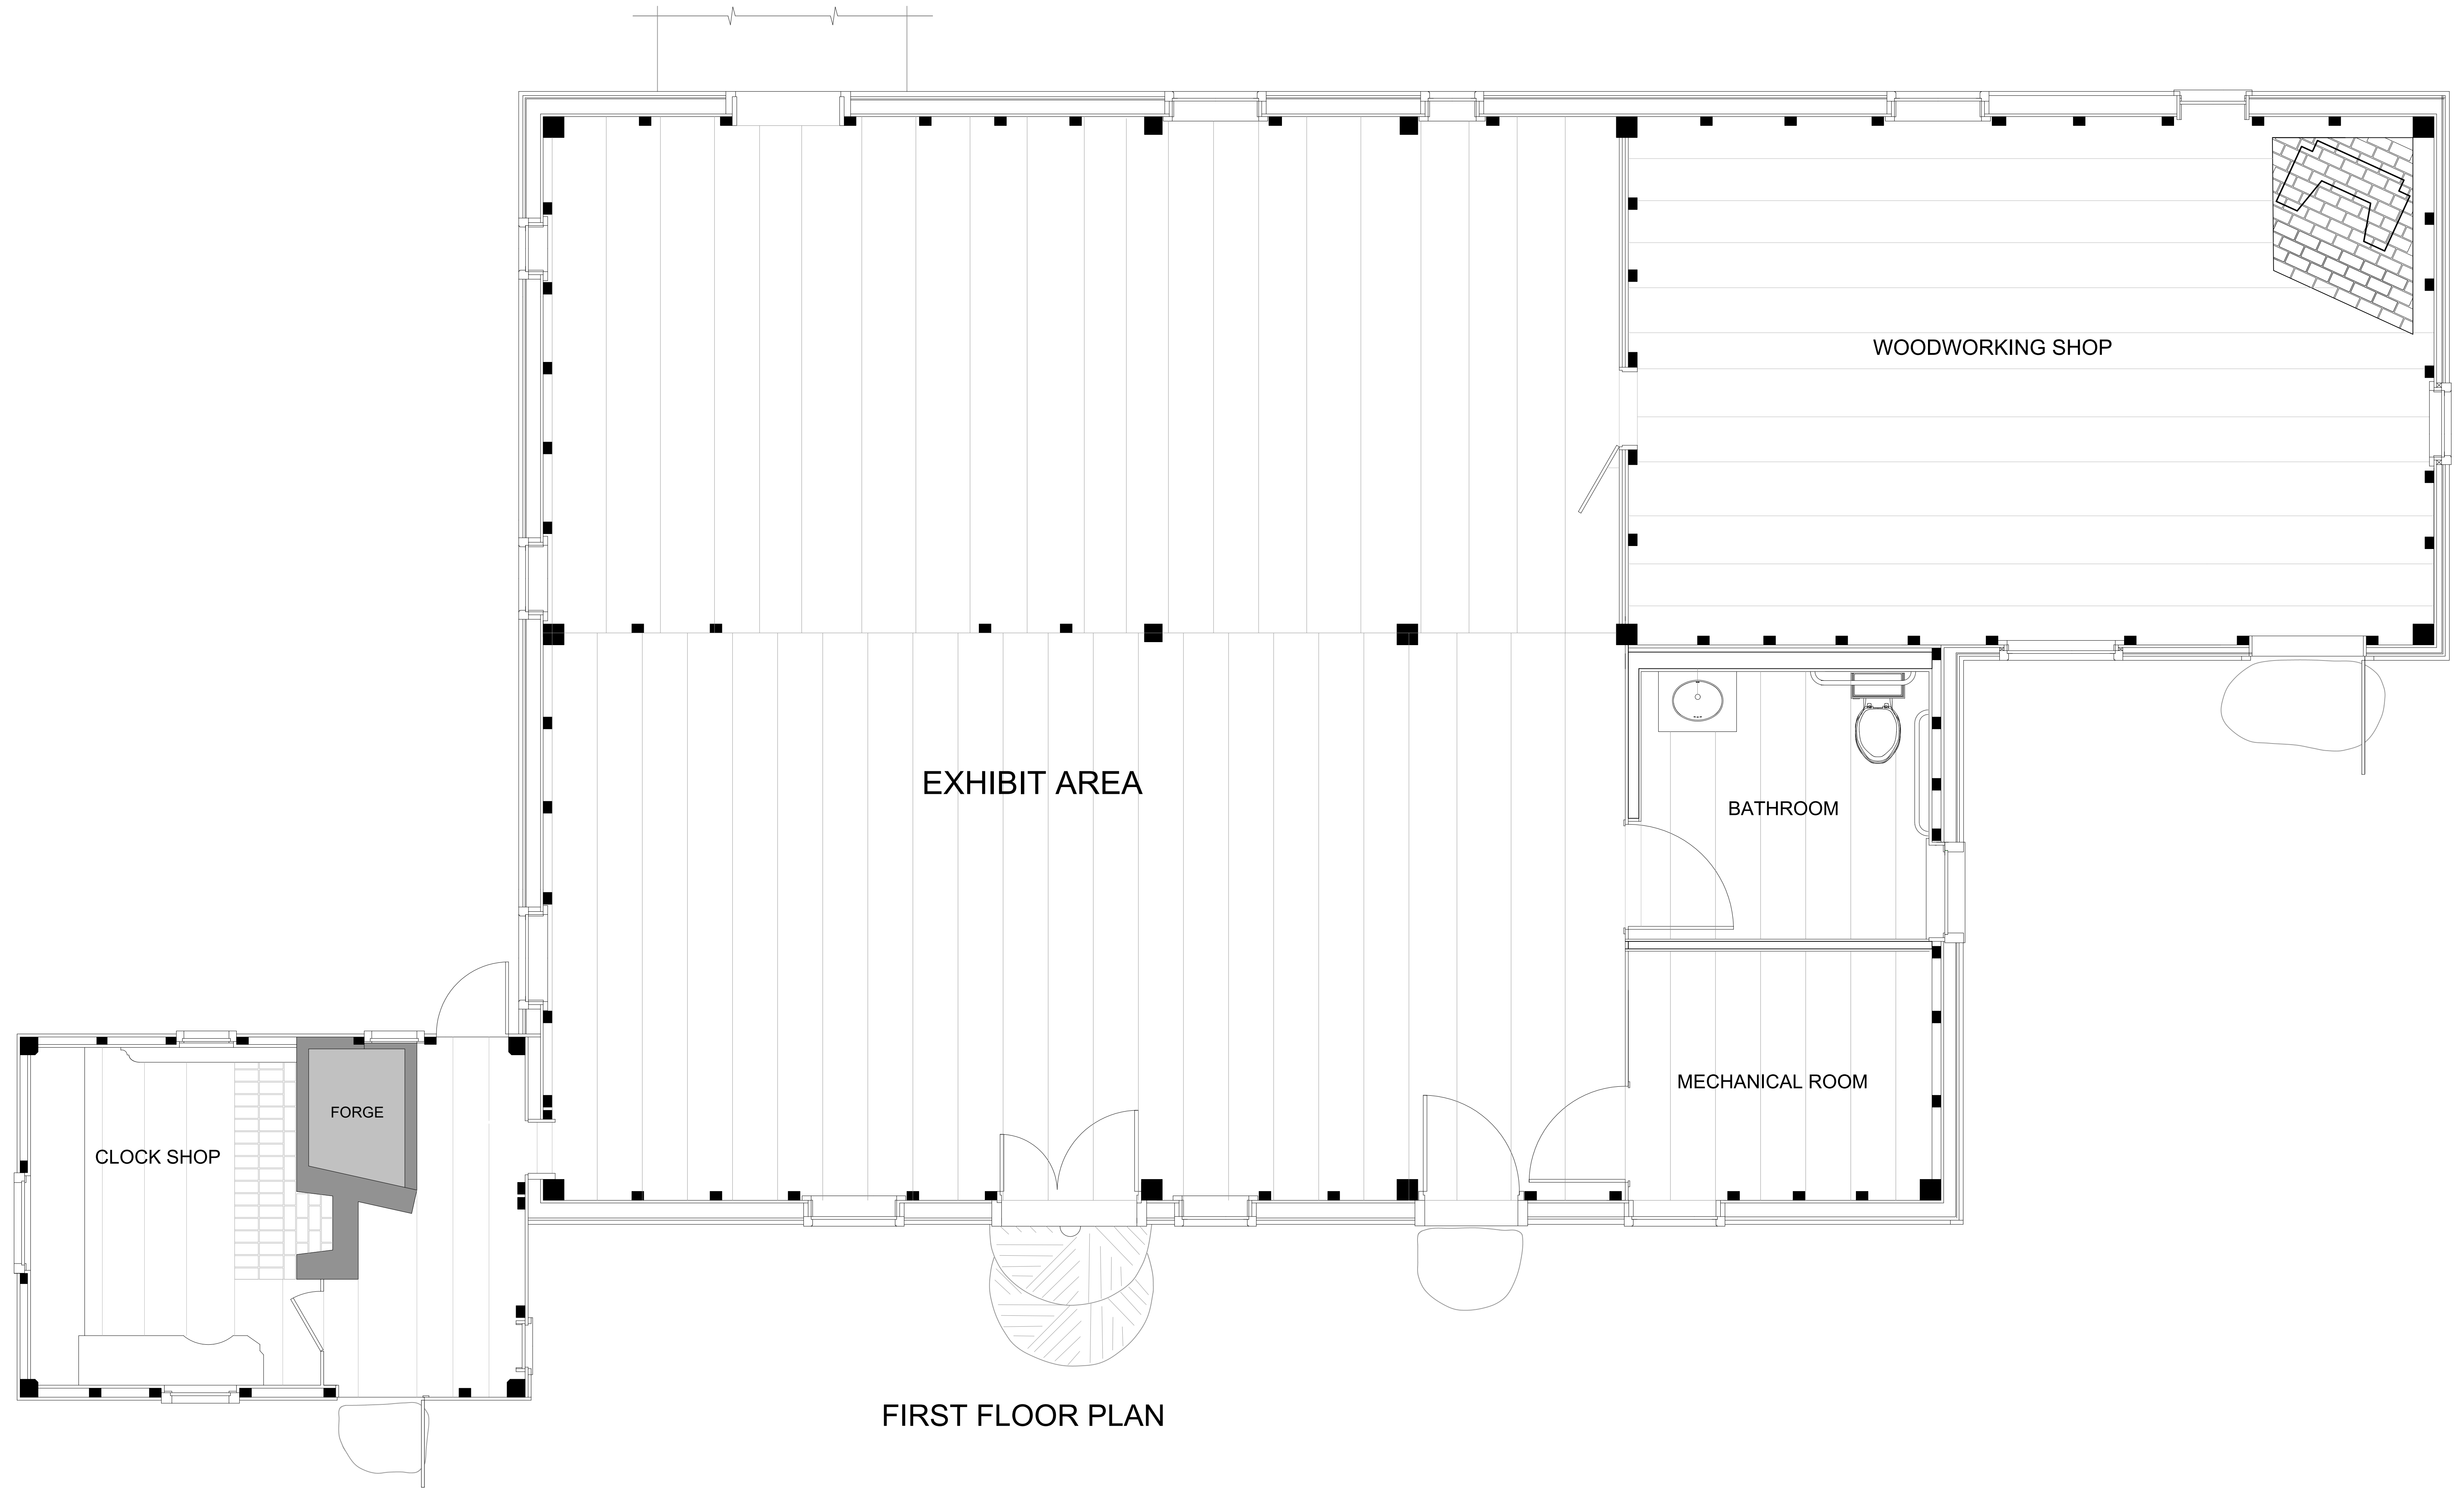 WOODWORKING SHOP
EXHIBIT AREA
BATHROOM
MECHANICAL ROOM
FORGE
CLOCK SHOP
FIRST FLOOR PLAN